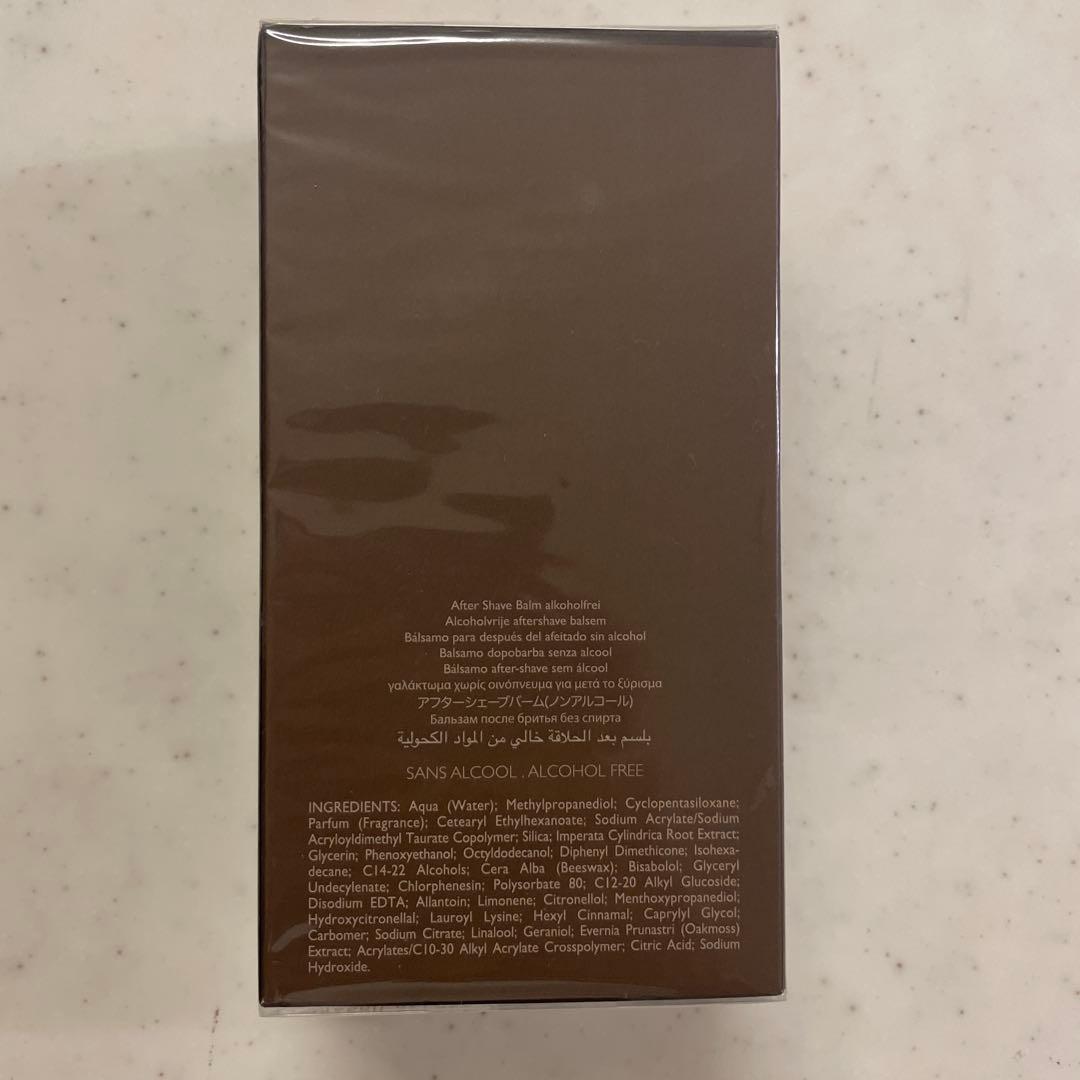 After Shave Balm alkoholfrei
Alcoholvrije aftershave balsem
Bálsamo para después del afeitado sin alcohol
Balsamo dopobarba senza alcool
Bálsamo after-shave sem álcool
γαλάκτωμα χωρίς οινόπνευμα για μετά το ξύρισμα
アフターシェーブバーム(ノンアルコール)
Бальзам после бритья без спирта
بلسم بعد الحلاقة خالي من المواد الكحولية
SANS ALCOOL . ALCOHOL FREE
INGREDIENTS: Aqua (Water); Methylpropanediol; Cyclopentasiloxane;
Parfum (Fragrance); Cetearyl Ethylhexanoate; Sodium Acrylate/Sodium
Acryloyldimethyl Taurate Copolymer; Silica; Imperata Cylindrica Root Extract;
Glycerin; Phenoxyethanol; Octyldodecanol; Diphenyl Dimethicone; Isohexa-
decane; C14-22 Alcohols; Cera Alba (Beeswax); Bisabolol; Glyceryl
Undecylenate; Chlorphenesin; Polysorbate 80; C12-20 Alkyl Glucoside;
Disodium EDTA; Allantoin; Limonene; Citronellol; Menthoxypropanediol;
Hydroxycitronellal; Lauroyl Lysine; Hexyl Cinnamal; Caprylyl Glycol;
Carbomer; Sodium Citrate; Linalool; Geraniol; Evernia Prunastri (Oakmoss)
Extract; Acrylates/C10-30 Alkyl Acrylate Crosspolymer; Citric Acid; Sodium
Hydroxide.